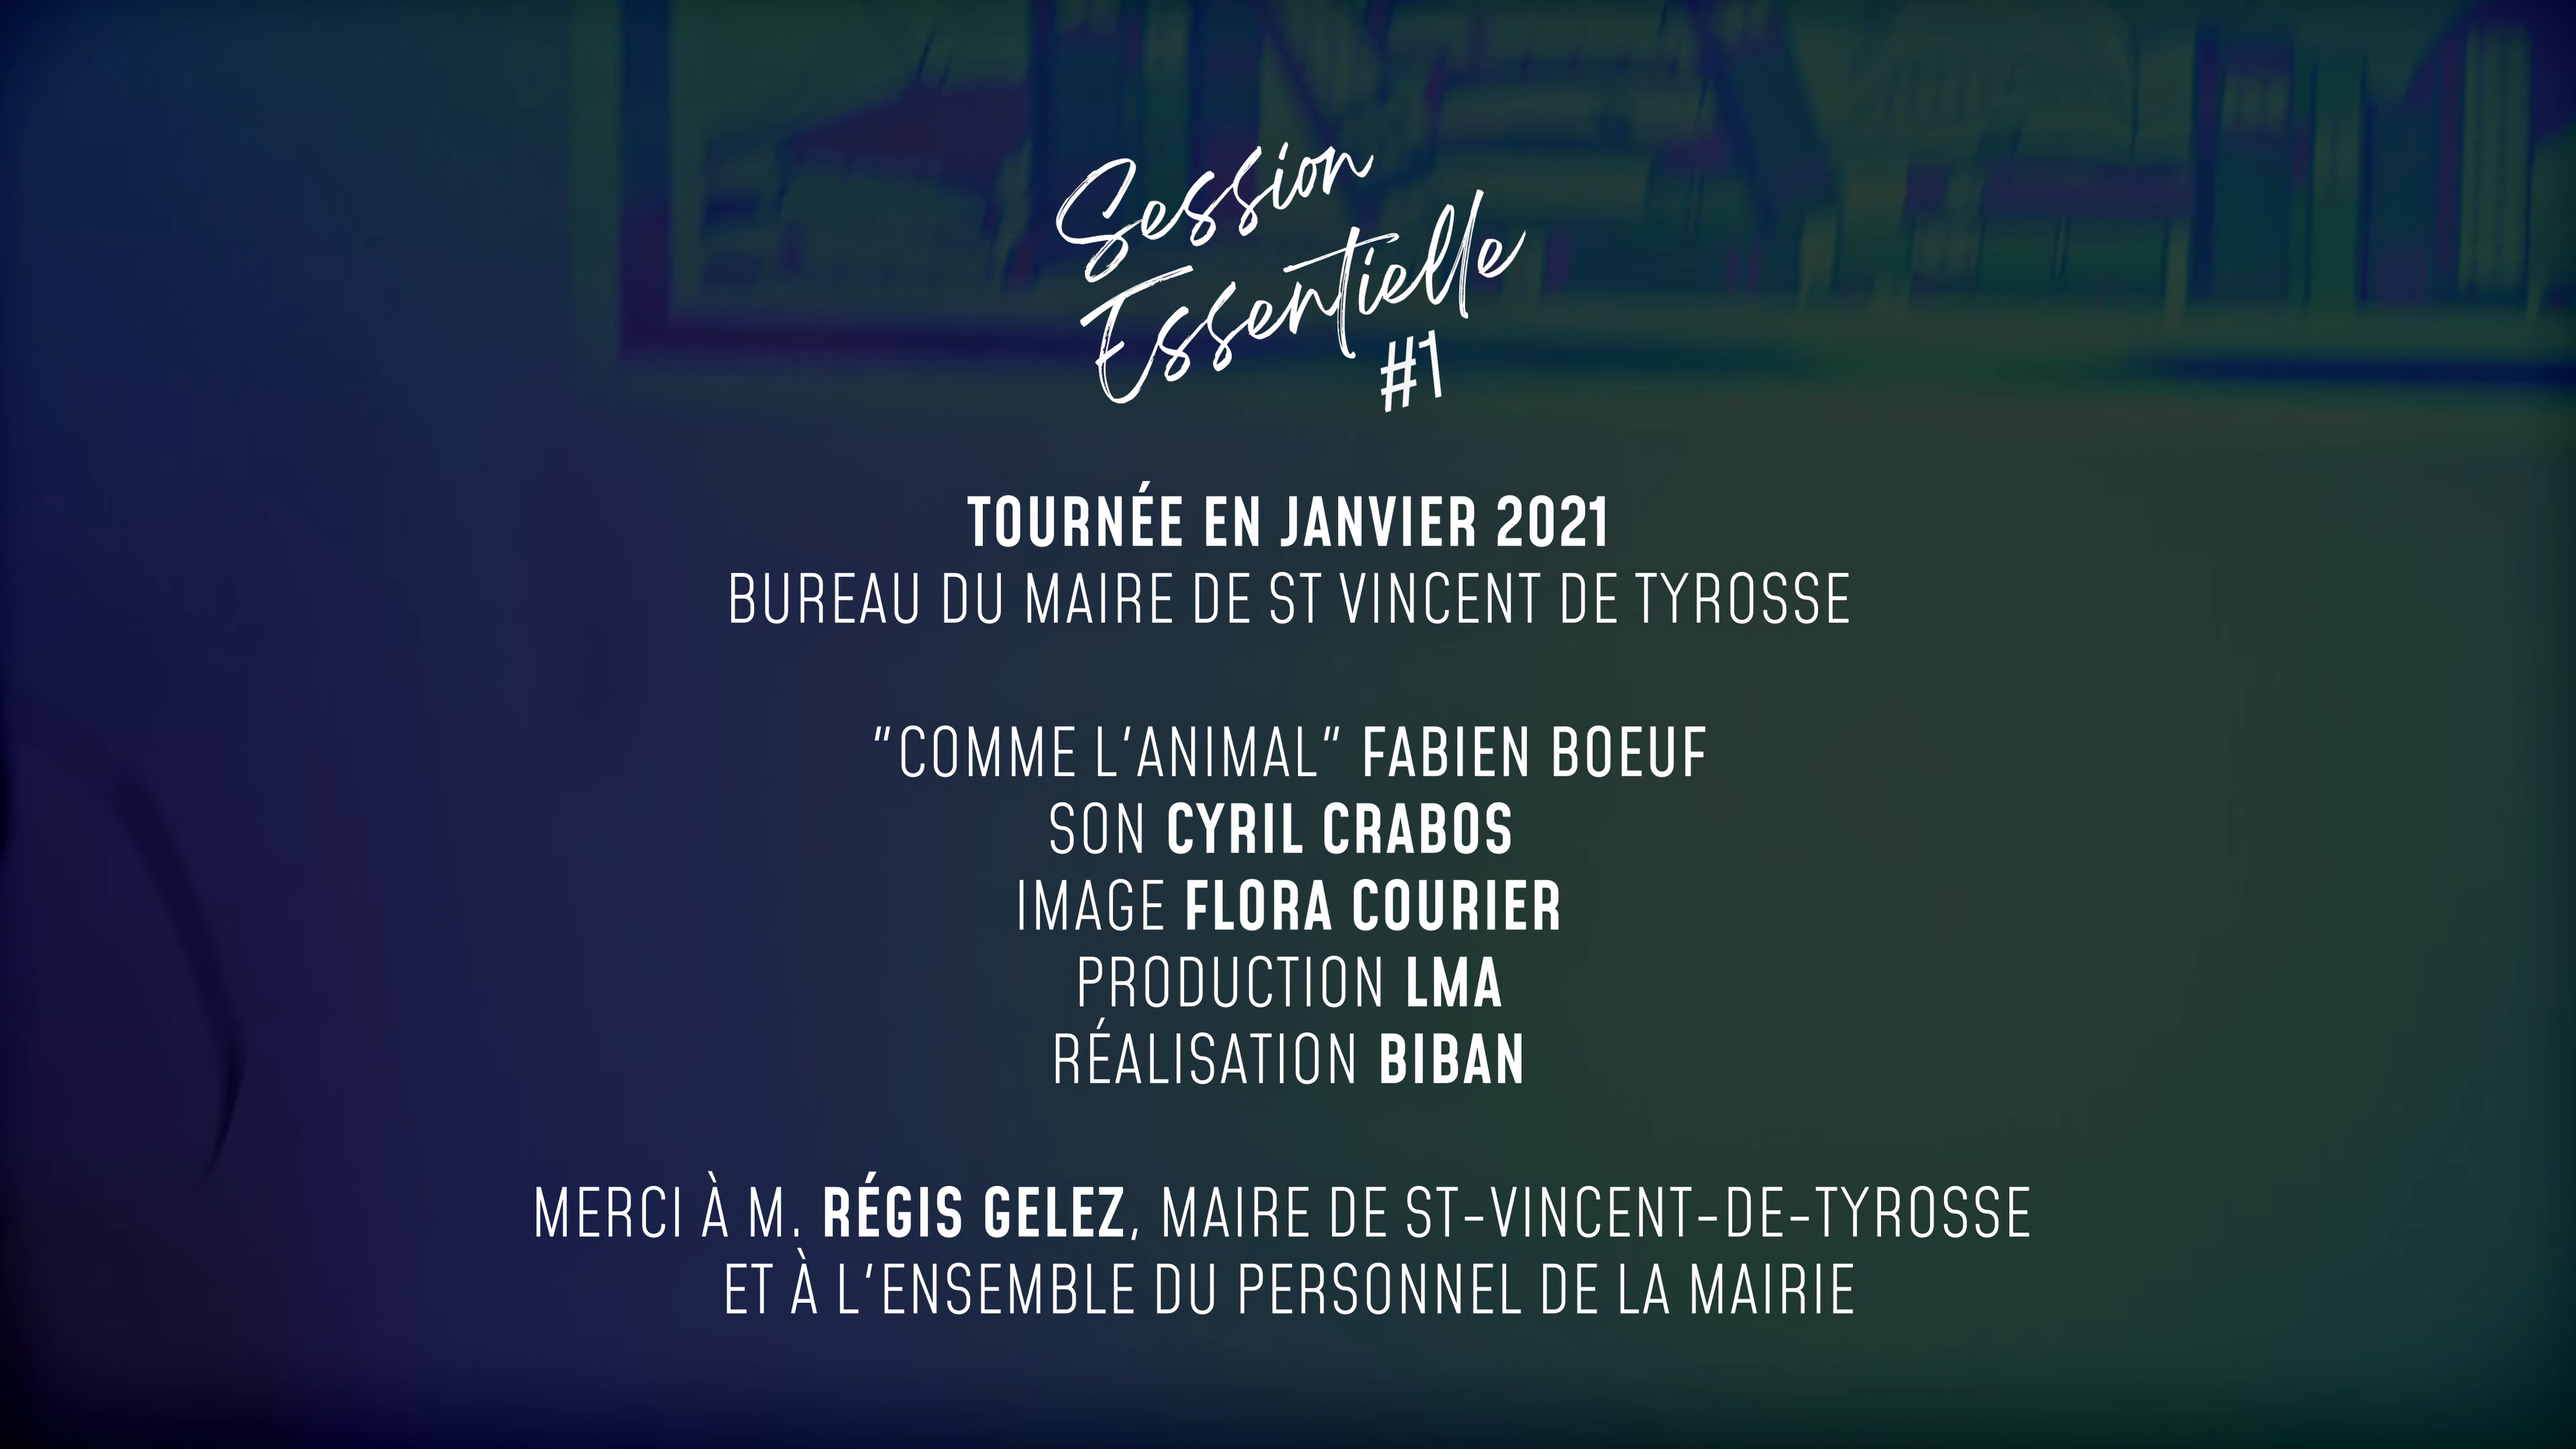 Session
Essentielle
#1
TOURNÉE EN JANVIER 2021
BUREAU DU MAIRE DE ST VINCENT DE TYROSSE
"COMME L'ANIMAL" FABIEN BOEUF
SON CYRIL CRABOS
IMAGE FLORA COURIER
PRODUCTION LMA
RÉALISATION BIBAN
MERCI À M. RÉGIS GELEZ, MAIRE DE ST-VINCENT-DE-TYROSSE
ET À L'ENSEMBLE DU PERSONNEL DE LA MAIRIE